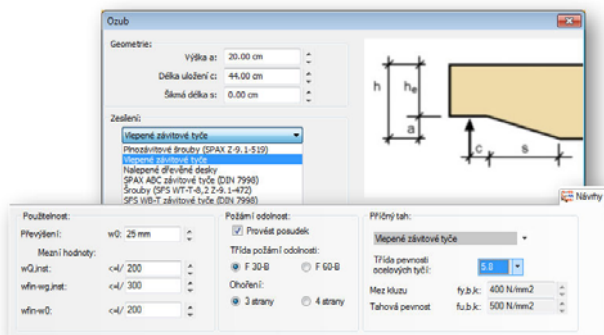 Ozub
Geometrie:
Výška a: 20.00 cm
Délka uložení c: 44.00 cm
Šikmá délka s: 0.00 cm
Zesílení:
Vlepené závitové tyče
Plnozávitové šrouby (SPAX Z-9.1-519)
Vlepené závitové tyče
Nalepené dřevěné desky
SPAX ABC závitové tyče (DIN 7998)
Šrouby (SFS WT-T-8,2 Z-9.1-472)
SFS WB-T závitové tyče (DIN 7998)
h
he
a
c
s
Návrhy
Použitelnost:
Převýšení: w0: 25 mm
Mezní hodnoty:
wQ,inst: <=l/ 200
wfin-wg,inst: <=l/ 300
wfin-w0: <=l/ 200
Požární odolnost:
Provést posudek
Třída požární odolnosti:
F 30-B F 60-B
Ohoření:
3 strany 4 strany
Příčný tah:
Vlepené závitové tyče
Třída pevnosti ocelových tyčí: 5.8
Mez kluzu fy,b,k: 400 N/mm2
Tahová pevnost fu,b,k: 500 N/mm2